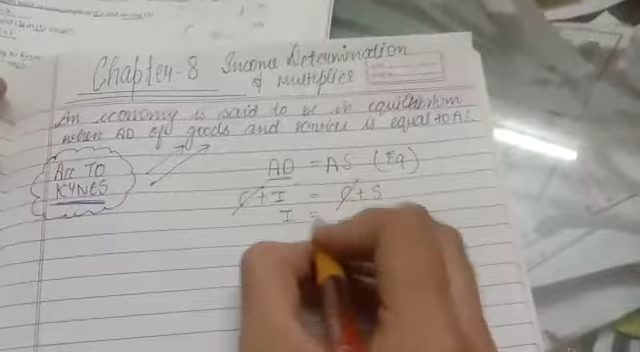 Chapter-8 Income Determination
& Multiplier
An economy is said to be in equilibrium
when AD of goods and services is equal to AS
Acc TO
KYNES
AD = AS (Eq)
C + I = C + S
I =